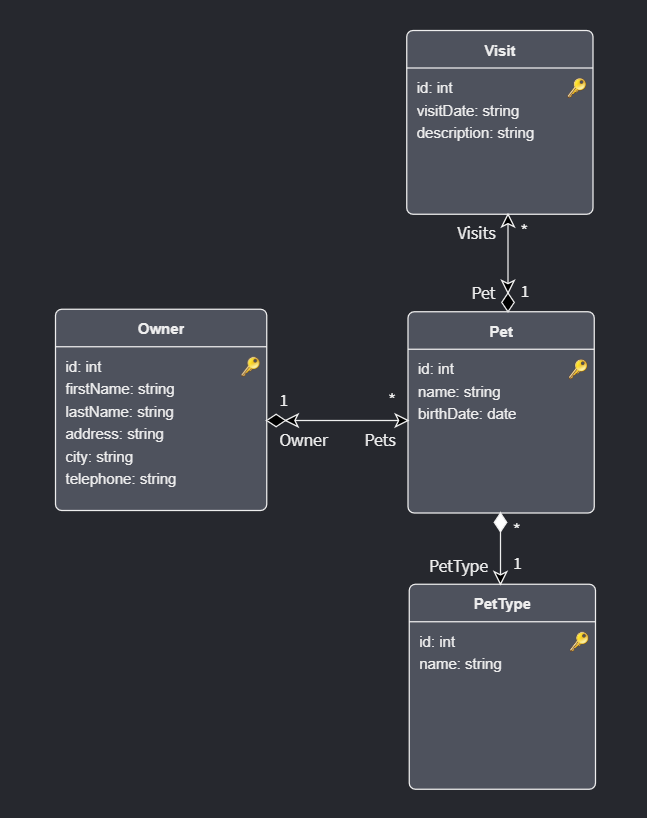 Visit
id: int
visitDate: string
description: string
Visits
*
Pet
1
Owner
id: int
firstName: string
lastName: string
address: string
city: string
telephone: string
1
*
Owner
Pets
Pet
id: int
name: string
birthDate: date
*
PetType
1
PetType
id: int
name: string